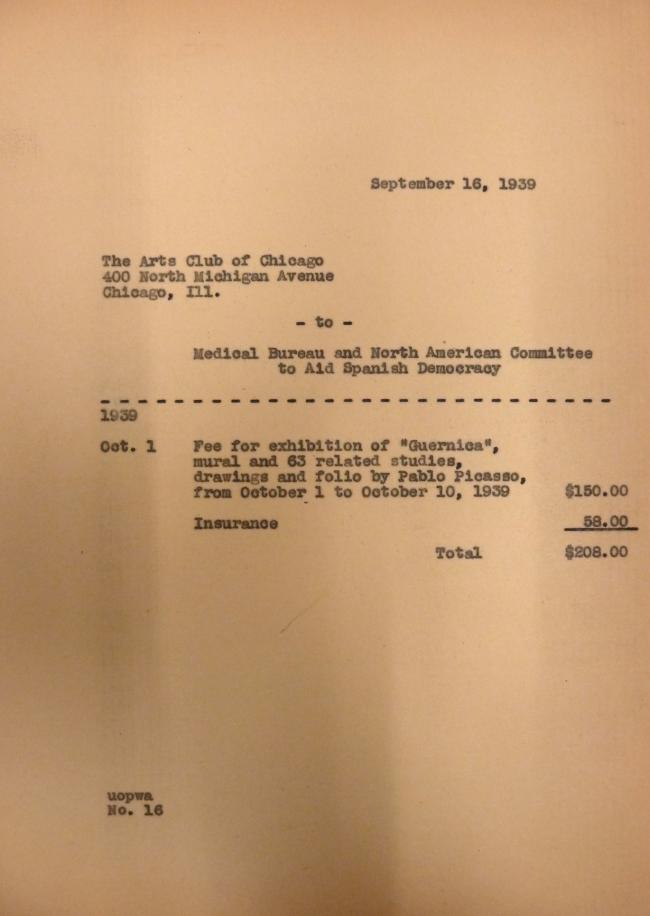 September 16, 1939
The Arts Club of Chicago
400 North Michigan Avenue
Chicago, Ill.
- to -
Medical Bureau and North American Committee
to Aid Spanish Democracy
- - - - - - - - - - - - - - - - - - - - - - - - - - - -
1939
Oct. 1 Fee for exhibition of "Guernica",
mural and 63 related studies,
drawings and folio by Pablo Picasso,
from October 1 to October 10, 1939 $150.00
Insurance 58.00
Total $208.00
uopwa
No. 16